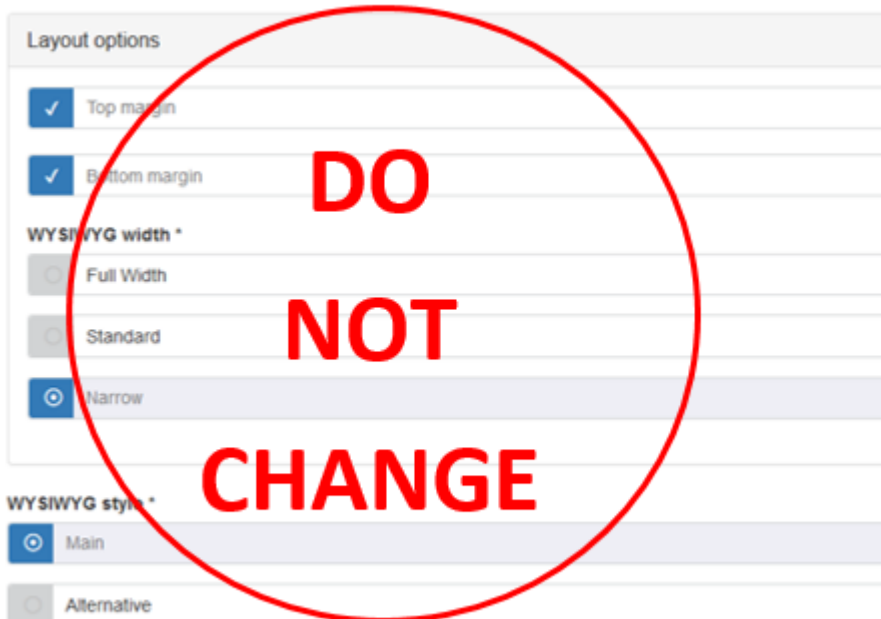 Layout options
Top margin
Bottom margin
DO
WYSIWYG width *
Full Width
NOT
Standard
Narrow
CHANGE
WYSIWYG style *
Main
Alternative